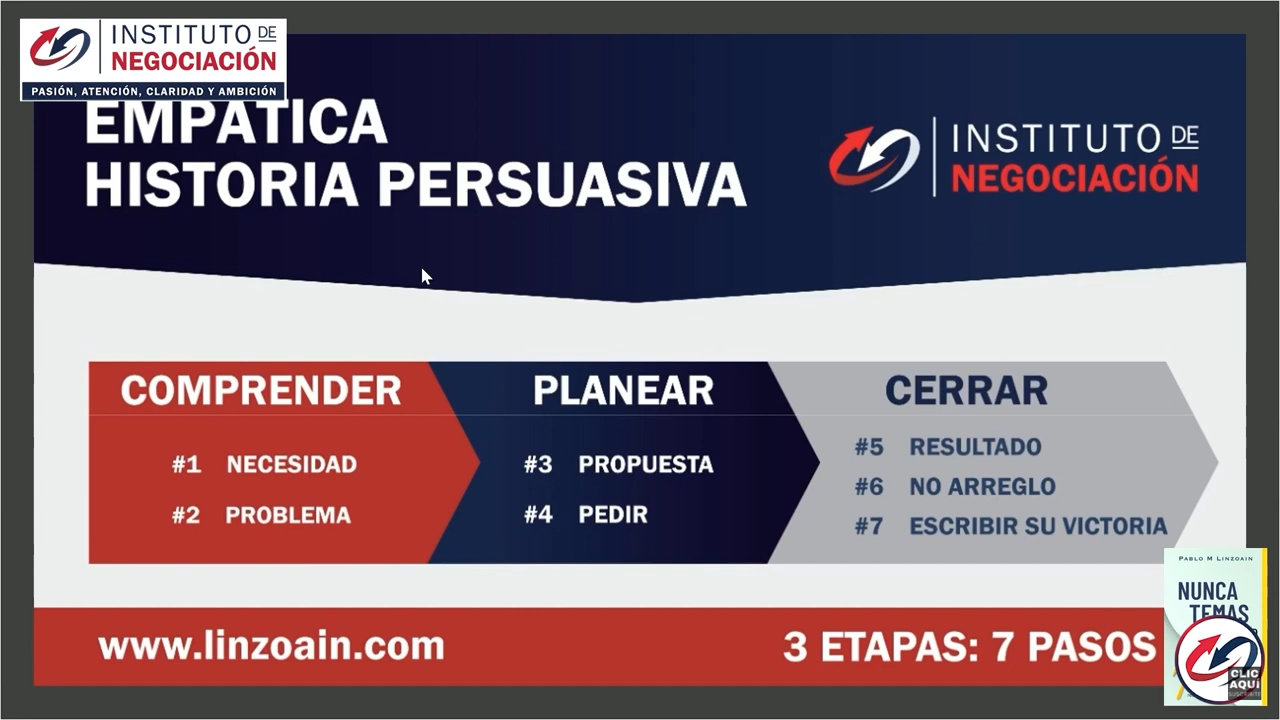 INSTITUTO DE
NEGOCIACIÓN
PASIÓN, ATENCIÓN, CLARIDAD Y AMBICIÓN
EMPÁTICA
HISTORIA PERSUASIVA
INSTITUTO DE
NEGOCIACIÓN
COMPRENDER
#1 NECESIDAD
#2 PROBLEMA
PLANEAR
#3 PROPUESTA
#4 PEDIR
CERRAR
#5 RESULTADO
#6 NO ARREGLO
#7 ESCRIBIR SU VICTORIA
www.linzoain.com
3 ETAPAS: 7 PASOS
PABLO M LINZOAIN
NUNCA
TEMAS
CLIC
AQUÍ
SUSCRIBITE